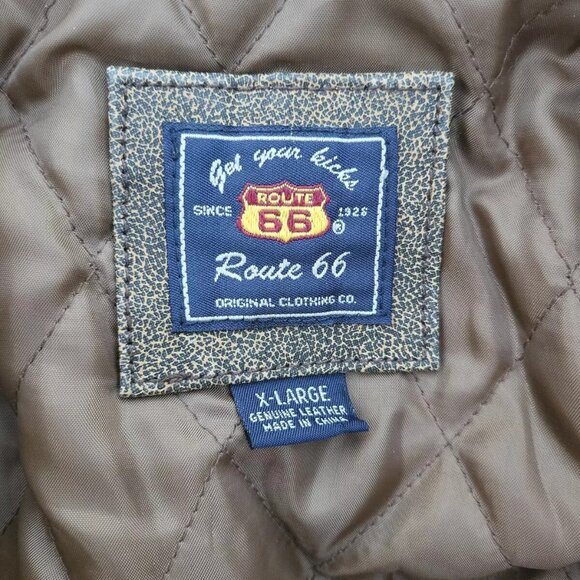 Get your kicks
ROUTE
SINCE 66 1926 ®
Route 66
ORIGINAL CLOTHING CO.
X-LARGE
GENUINE LEATHER
MADE IN CHINA